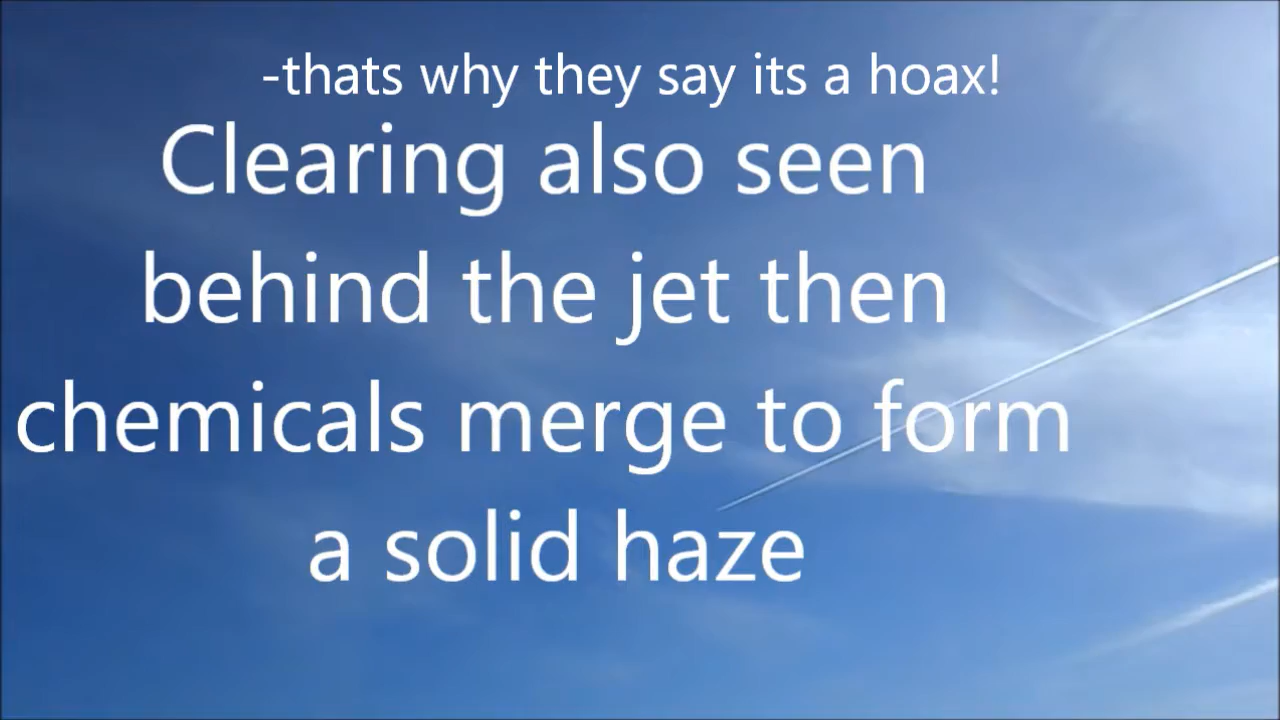 -thats why they say its a hoax!
Clearing also seen
behind the jet then
chemicals merge to form
a solid haze